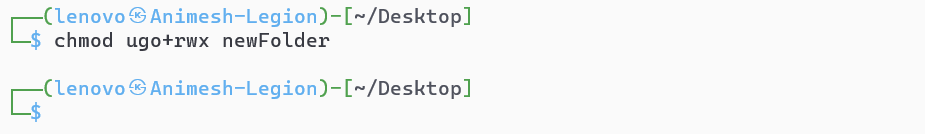 ┌──(lenovo㉿Animesh-Legion)-[~/Desktop]
└─$ chmod ugo+rwx newFolder
┌──(lenovo㉿Animesh-Legion)-[~/Desktop]
└─$